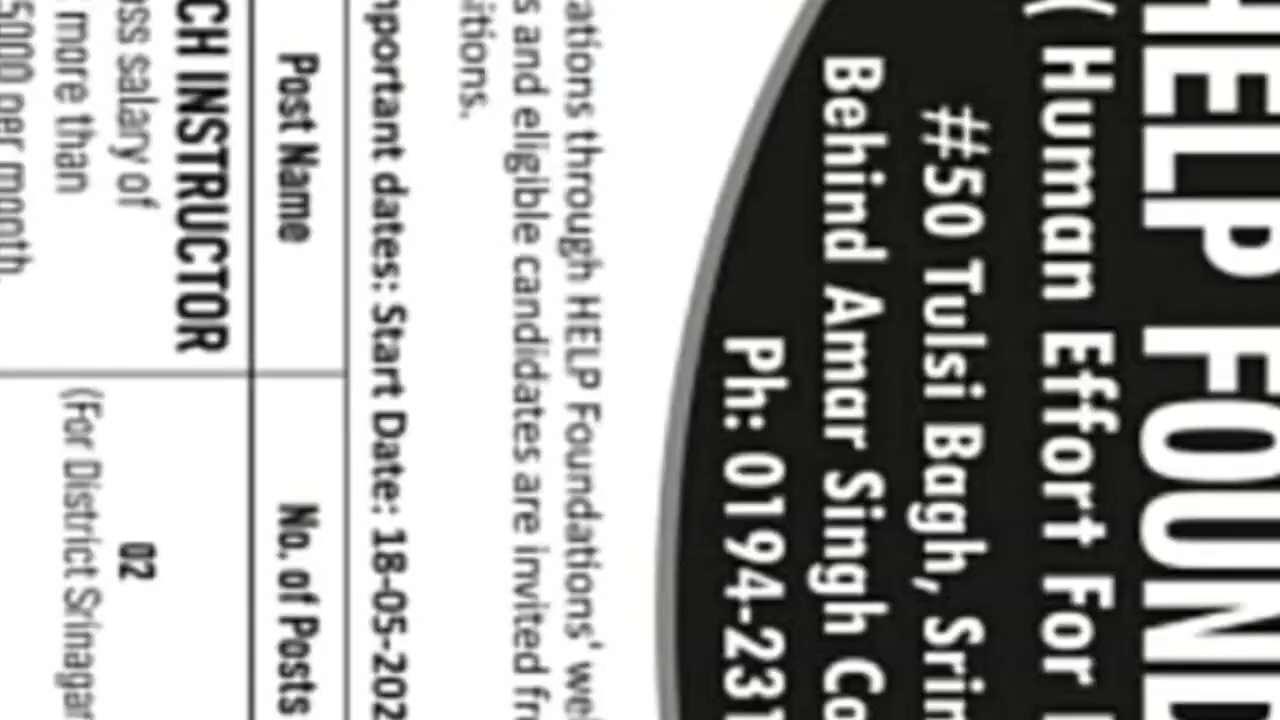 HELP FOUND
( Human Effort For
#50 Tulsi Bagh, Srin
Behind Amar Singh Co
Ph: 0194-231
ations through HELP Foundations' wel
s and eligible candidates are invited fr
itions.
mportant dates: Start Date: 18-05-202
Post Name No. of Posts
CH INSTRUCTOR
ss salary of 02
more than (For District Srinagar
5000 per month.